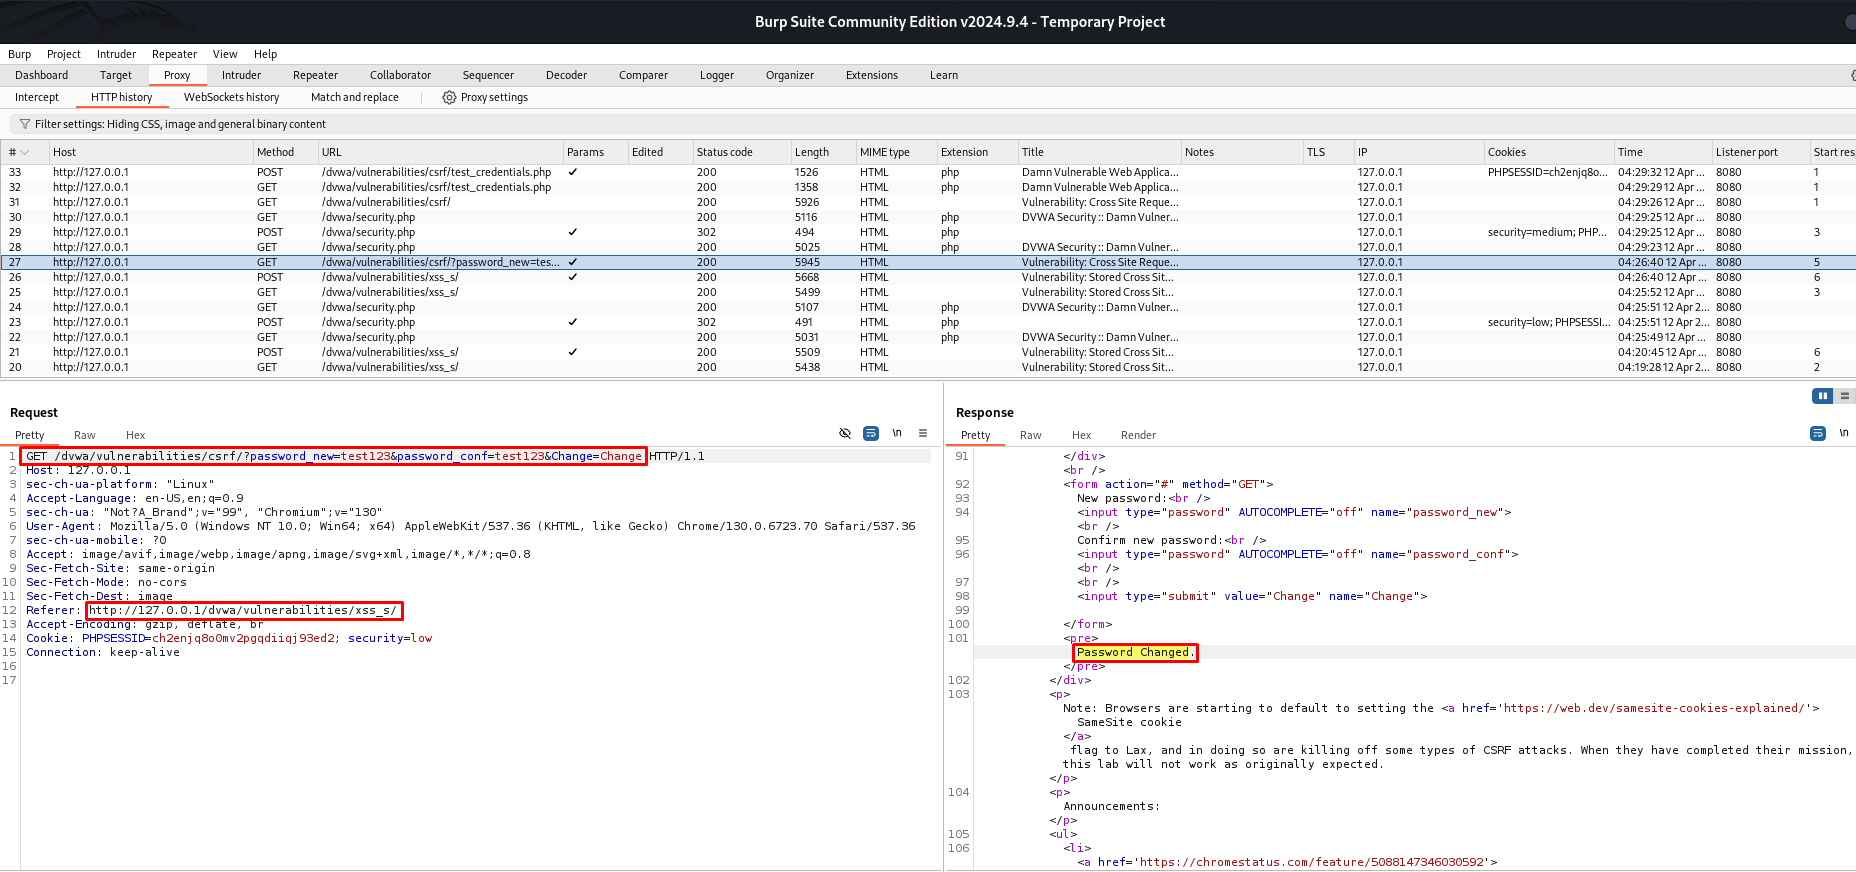 Burp Suite Community Edition v2024.9.4 - Temporary Project
Burp Project Intruder Repeater View Help
Dashboard Target Proxy Intruder Repeater Collaborator Sequencer Decoder Comparer Logger Organizer Extensions Learn
Intercept HTTP history WebSockets history Match and replace Proxy settings
Filter settings: Hiding CSS, image and general binary content
# Host Method URL Params Edited Status code Length MIME type Extension Title Notes TLS IP Cookies Time Listener port Start res
33 http://127.0.0.1 POST /dvwa/vulnerabilities/csrf/test_credentials.php ✓ 200 1526 HTML php Damn Vulnerable Web Applica... 127.0.0.1 PHPSESSID=ch2enjq8o... 04:29:32 12 Apr ... 8080 1
32 http://127.0.0.1 GET /dvwa/vulnerabilities/csrf/test_credentials.php 200 1358 HTML php Damn Vulnerable Web Applica... 127.0.0.1 04:29:29 12 Apr ... 8080 1
31 http://127.0.0.1 GET /dvwa/vulnerabilities/csrf/ 200 5926 HTML Vulnerability: Cross Site Reque... 127.0.0.1 04:29:26 12 Apr ... 8080 1
30 http://127.0.0.1 GET /dvwa/security.php 200 5116 HTML php DVWA Security :: Damn Vulner... 127.0.0.1 04:29:25 12 Apr ... 8080
29 http://127.0.0.1 POST /dvwa/security.php ✓ 302 494 HTML php 127.0.0.1 security=medium; PHP... 04:29:25 12 Apr ... 8080 3
28 http://127.0.0.1 GET /dvwa/security.php 200 5025 HTML php DVWA Security :: Damn Vulner... 127.0.0.1 04:29:23 12 Apr ... 8080
27 http://127.0.0.1 GET /dvwa/vulnerabilities/csrf/?password_new=tes... ✓ 200 5945 HTML Vulnerability: Cross Site Reque... 127.0.0.1 04:26:40 12 Apr ... 8080 5
26 http://127.0.0.1 POST /dvwa/vulnerabilities/xss_s/ ✓ 200 5668 HTML Vulnerability: Stored Cross Sit... 127.0.0.1 04:26:40 12 Apr ... 8080 6
25 http://127.0.0.1 GET /dvwa/vulnerabilities/xss_s/ 200 5499 HTML Vulnerability: Stored Cross Sit... 127.0.0.1 04:25:52 12 Apr ... 8080 3
24 http://127.0.0.1 GET /dvwa/security.php 200 5107 HTML php DVWA Security :: Damn Vulner... 127.0.0.1 04:25:51 12 Apr ... 8080
23 http://127.0.0.1 POST /dvwa/security.php ✓ 302 491 HTML php 127.0.0.1 security=low; PHPSESSI... 04:25:51 12 Apr 2... 8080
22 http://127.0.0.1 GET /dvwa/security.php 200 5031 HTML php DVWA Security :: Damn Vulner... 127.0.0.1 04:25:49 12 Apr ... 8080
21 http://127.0.0.1 POST /dvwa/vulnerabilities/xss_s/ ✓ 200 5509 HTML Vulnerability: Stored Cross Sit... 127.0.0.1 04:20:45 12 Apr ... 8080 6
20 http://127.0.0.1 GET /dvwa/vulnerabilities/xss_s/ 200 5438 HTML Vulnerability: Stored Cross Sit... 127.0.0.1 04:19:28 12 Apr 2... 8080 2
Request
Pretty Raw Hex \n
1 GET /dvwa/vulnerabilities/csrf/?password_new=test123&password_conf=test123&Change=Change HTTP/1.1
2 Host: 127.0.0.1
3 sec-ch-ua-platform: "Linux"
4 Accept-Language: en-US,en;q=0.9
5 sec-ch-ua: "Not?A_Brand";v="99", "Chromium";v="130"
6 User-Agent: Mozilla/5.0 (Windows NT 10.0; Win64; x64) AppleWebKit/537.36 (KHTML, like Gecko) Chrome/130.0.6723.70 Safari/537.36
7 sec-ch-ua-mobile: ?0
8 Accept: image/avif,image/webp,image/apng,image/svg+xml,image/*,*/*;q=0.8
9 Sec-Fetch-Site: same-origin
10 Sec-Fetch-Mode: no-cors
11 Sec-Fetch-Dest: image
12 Referer: http://127.0.0.1/dvwa/vulnerabilities/xss_s/
13 Accept-Encoding: gzip, deflate, br
14 Cookie: PHPSESSID=ch2enjq8o0mv2pgqdiiqj93ed2; security=low
15 Connection: keep-alive
16
17
Response
Pretty Raw Hex Render \n
91 </div>
<br />
92 <form action="#" method="GET">
93 New password:<br />
94 <input type="password" AUTOCOMPLETE="off" name="password_new">
<br />
95 Confirm new password:<br />
96 <input type="password" AUTOCOMPLETE="off" name="password_conf">
<br />
97 <br />
98 <input type="submit" value="Change" name="Change">
99
100 </form>
101 <pre>
Password Changed.
</pre>
102 </div>
103 <p>
Note: Browsers are starting to default to setting the <a href='https://web.dev/samesite-cookies-explained/'>
SameSite cookie
</a>
flag to Lax, and in doing so are killing off some types of CSRF attacks. When they have completed their mission,
this lab will not work as originally expected.
</p>
104 <p>
Announcements:
</p>
105 <ul>
106 <li>
<a href='https://chromestatus.com/feature/5088147346030592'>